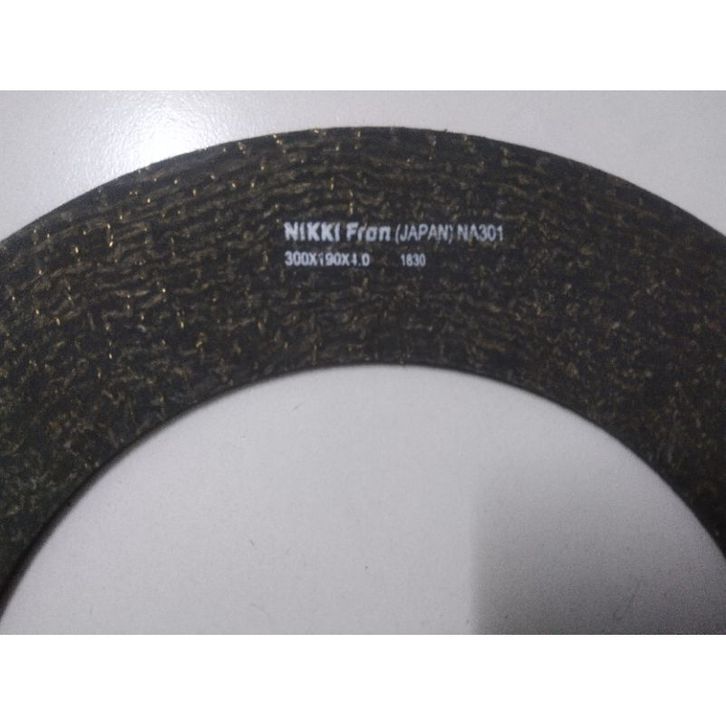 NiKKi Fron (JAPAN) NA301
300X190X4.0 1830